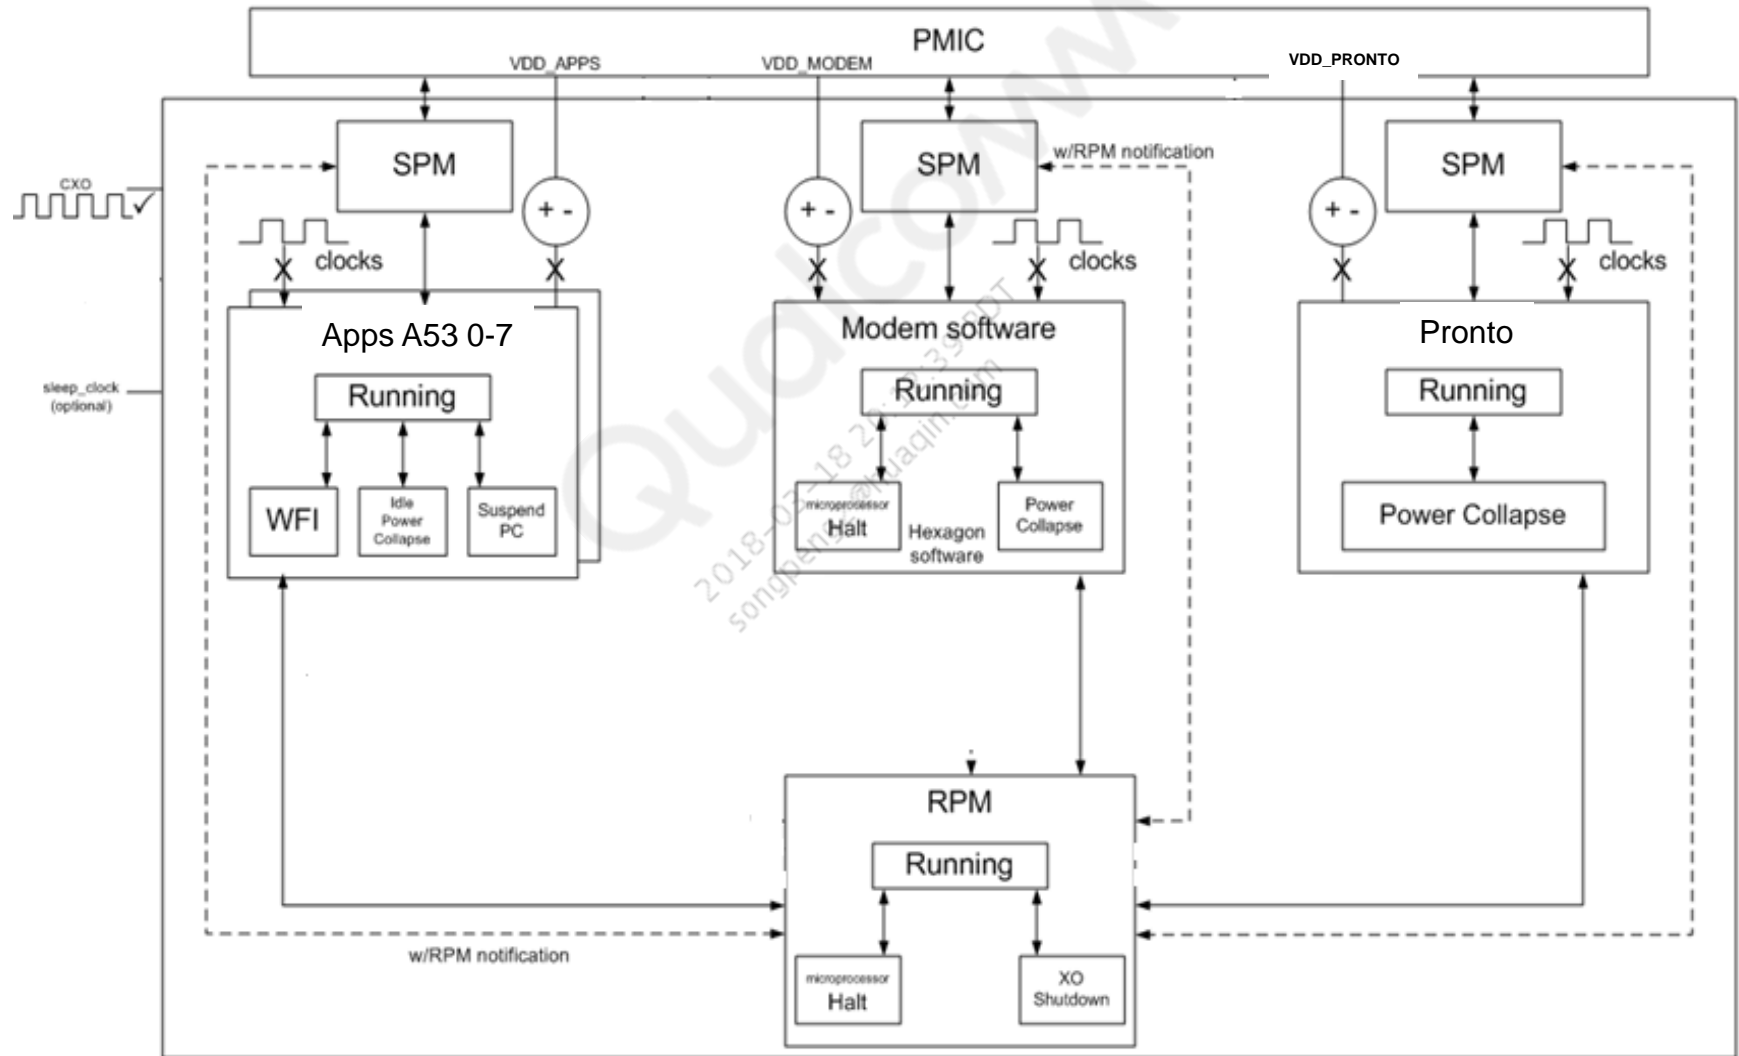 PMIC
VDD_APPS
VDD_MODEM
VDD_PRONTO
SPM
SPM
SPM
w/RPM notification
CXO
+ -
+ -
+ -
clocks
clocks
clocks
Apps A53 0-7
Modem software
Pronto
Running
Running
Running
sleep_clock
(optional)
WFI
Idle
Power
Collapse
Suspend
PC
microprocessor
Halt
Hexagon
software
Power
Collapse
Power Collapse
Qualcomm
RPM
Running
w/RPM notification
microprocessor
Halt
XO
Shutdown